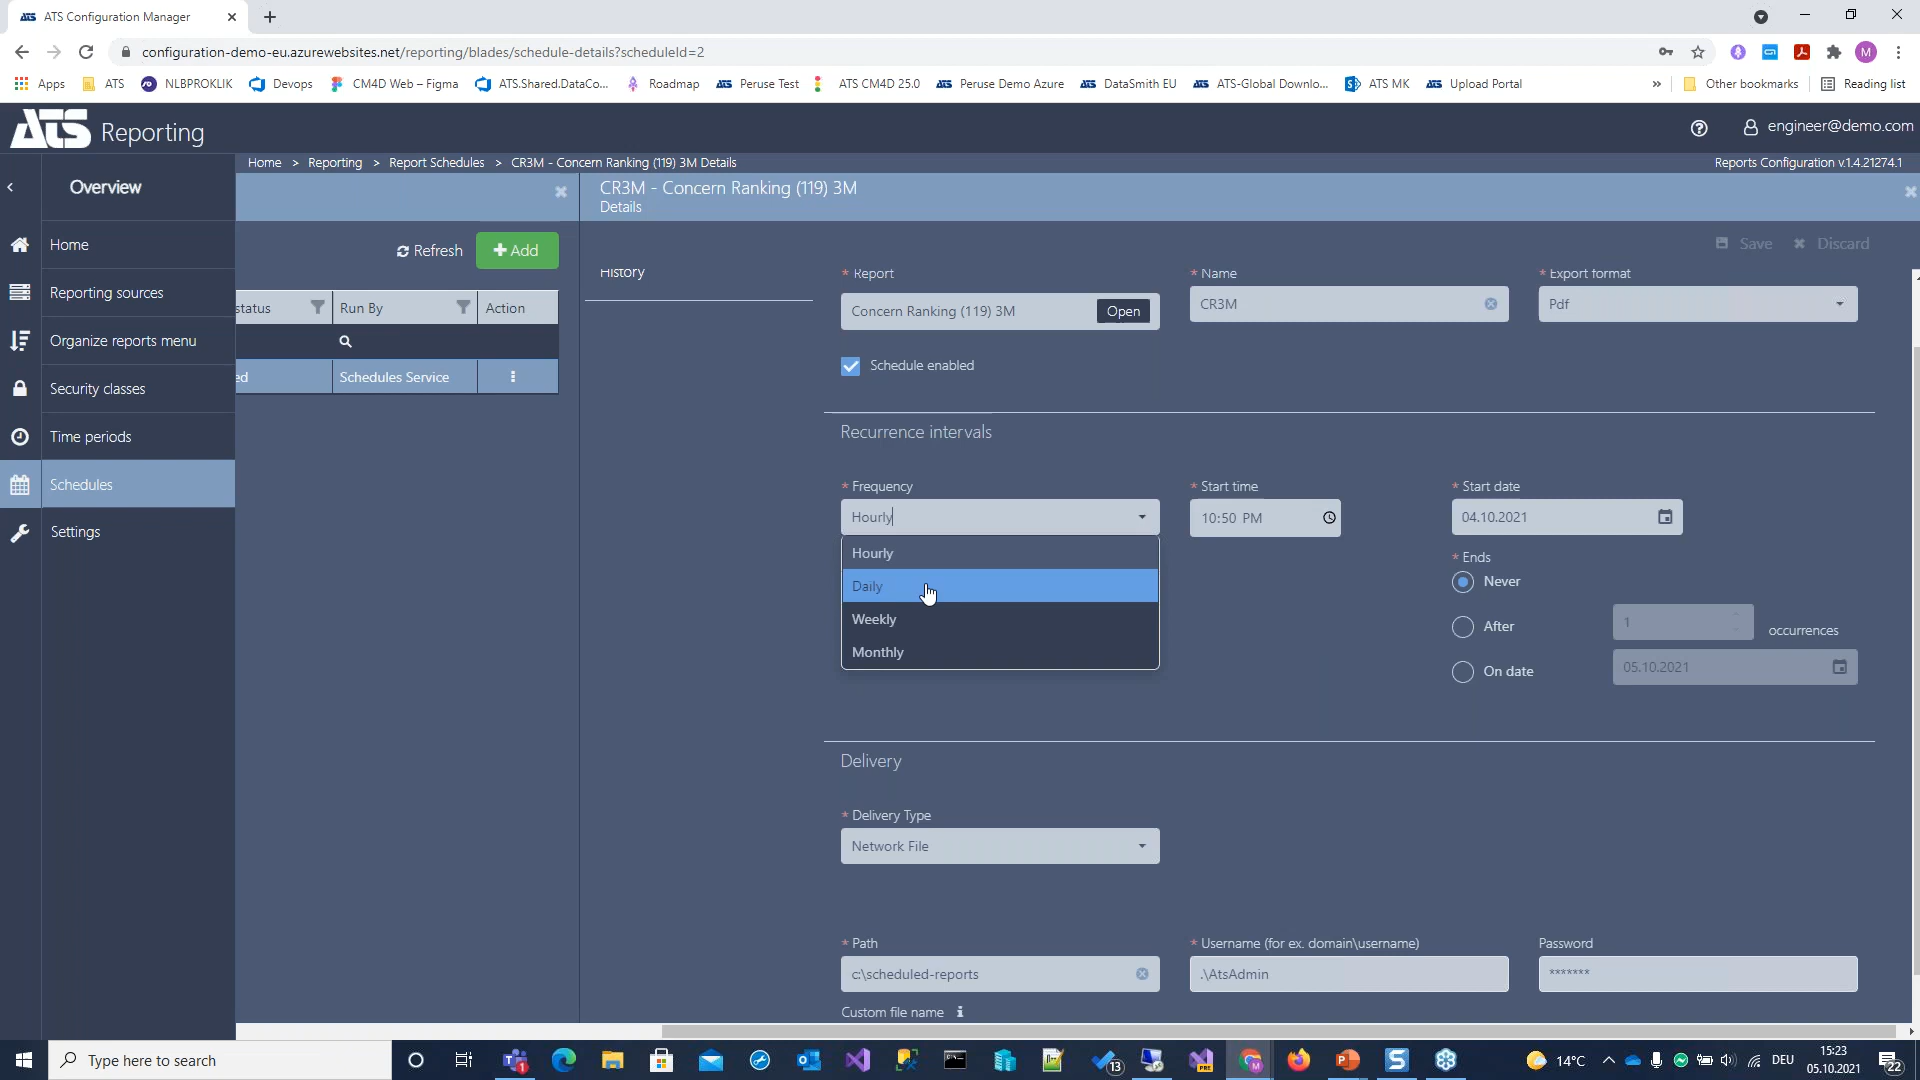 ATS Configuration Manager
configuration-demo-eu.azurewebsites.net/reporting/blades/schedule-details?scheduleId=2
M
Apps
ATS
NLBPROKLIK
Devops
CM4D Web – Figma
ATS.Shared.DataCo...
Roadmap
Peruse Test
ATS CM4D 25.0
Peruse Demo Azure
DataSmith EU
ATS-Global Downlo...
ATS MK
Upload Portal
»
Other bookmarks
Reading list
ATS Reporting
engineer@demo.com
Home > Reporting > Report Schedules > CR3M - Concern Ranking (119) 3M Details
Reports Configuration v.1.4.21274.1
Overview
Home
Reporting sources
Organize reports menu
Security classes
Time periods
Schedules
Settings
Refresh
+ Add
status
Run By
Action
ed
Schedules Service
CR3M - Concern Ranking (119) 3M
Details
Save
Discard
History
* Report
Concern Ranking (119) 3M
Open
* Name
CR3M
* Export format
Pdf
Schedule enabled
Recurrence intervals
* Frequency
Hourly
Hourly
Daily
Weekly
Monthly
* Start time
10:50 PM
* Start date
04.10.2021
* Ends
Never
After
1
occurrences
On date
05.10.2021
Delivery
* Delivery Type
Network File
* Path
c:\scheduled-reports
* Username (for ex. domain\username)
.\AtsAdmin
Password
*******
Custom file name
Type here to search
1
13
PRE
M
14°C
DEU
15:23
05.10.2021
22